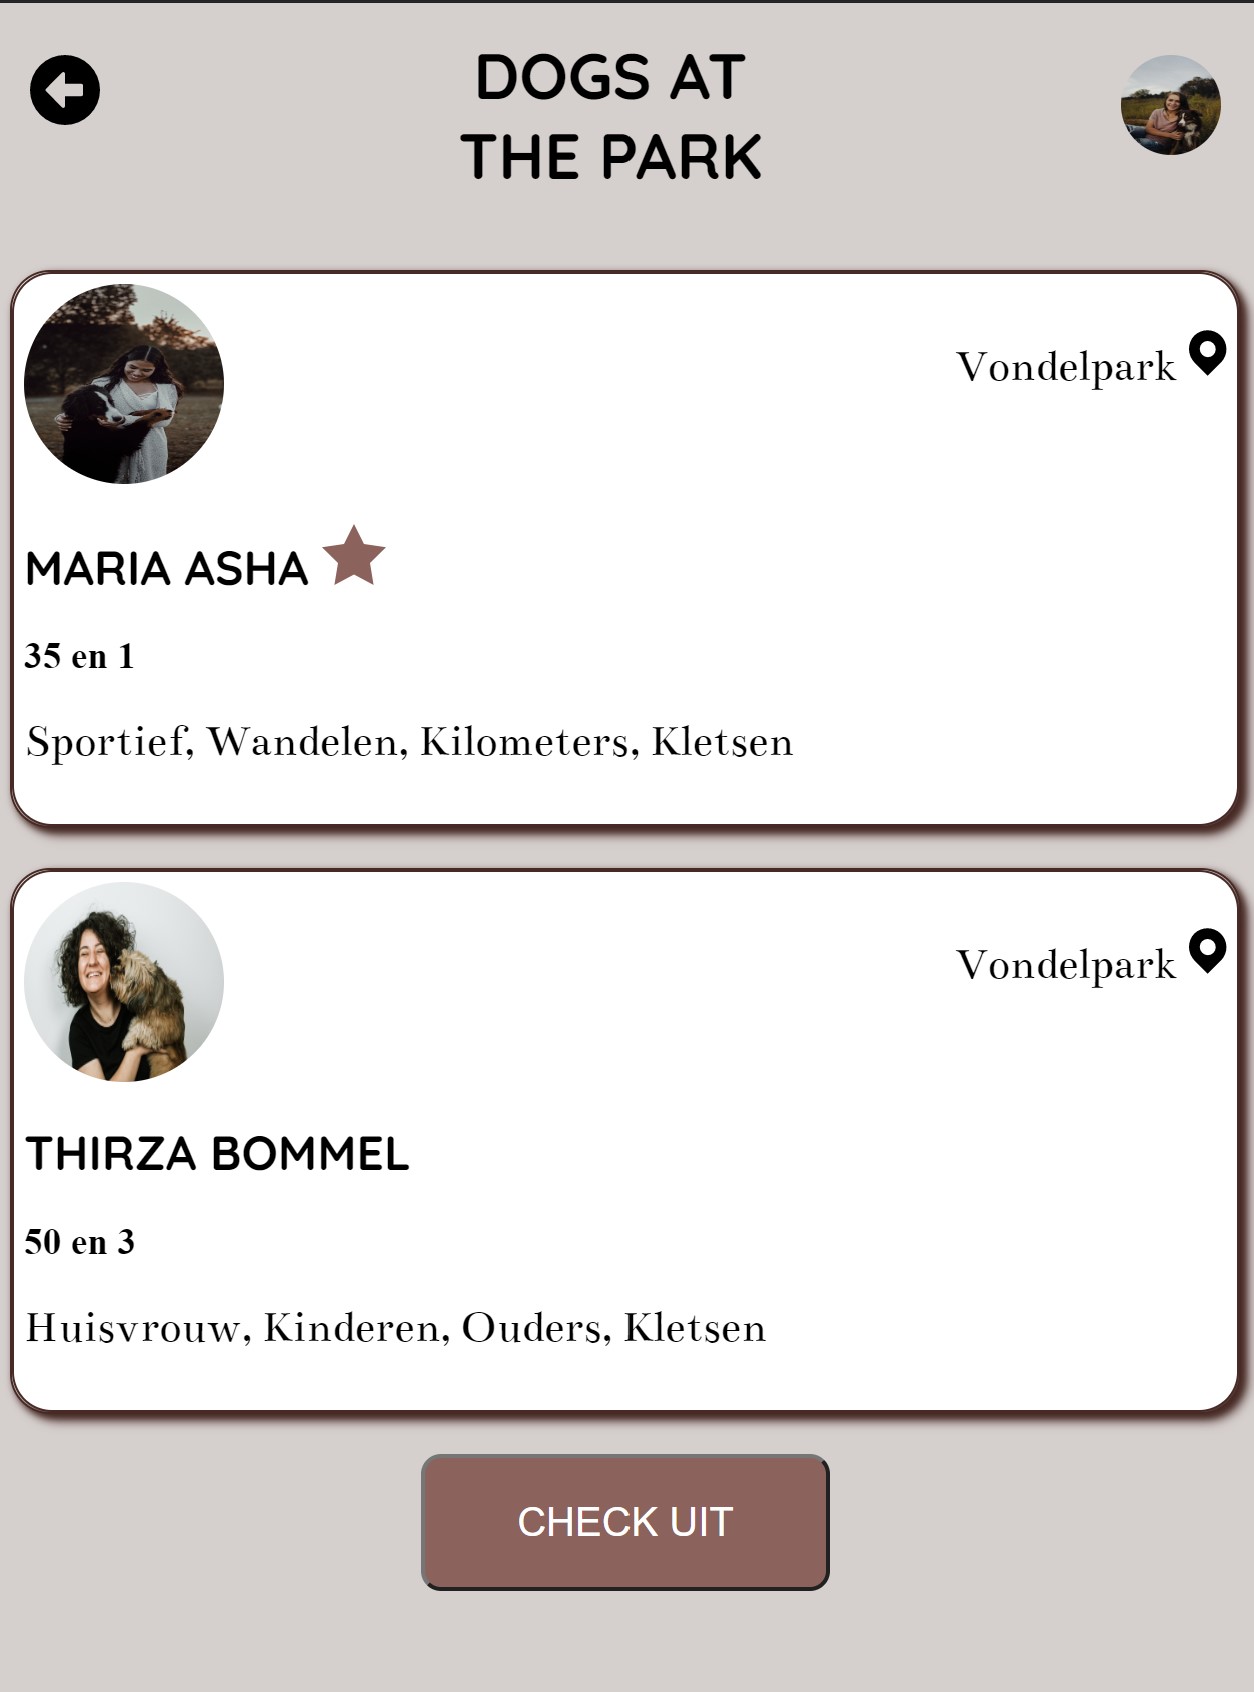 DOGS AT
THE PARK
Vondelpark
MARIA ASHA
35 en 1
Sportief, Wandelen, Kilometers, Kletsen
Vondelpark
THIRZA BOMMEL
50 en 3
Huisvrouw, Kinderen, Ouders, Kletsen
CHECK UIT